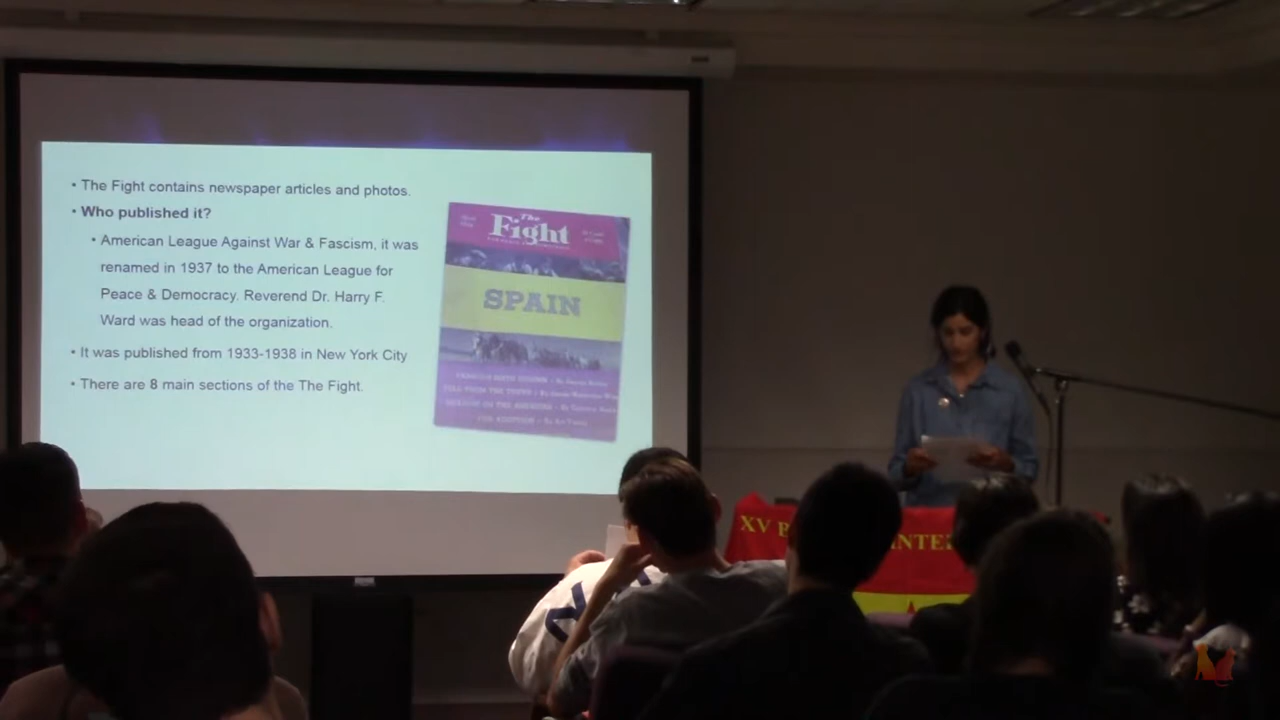 • The Fight contains newspaper articles and photos.
• Who published it?
• American League Against War & Fascism, it was
renamed in 1937 to the American League for
Peace & Democracy. Reverend Dr. Harry F.
Ward was head of the organization.
• It was published from 1933-1938 in New York City
• There are 8 main sections of the The Fight.
The
Fight
SPAIN
XV B
INTE